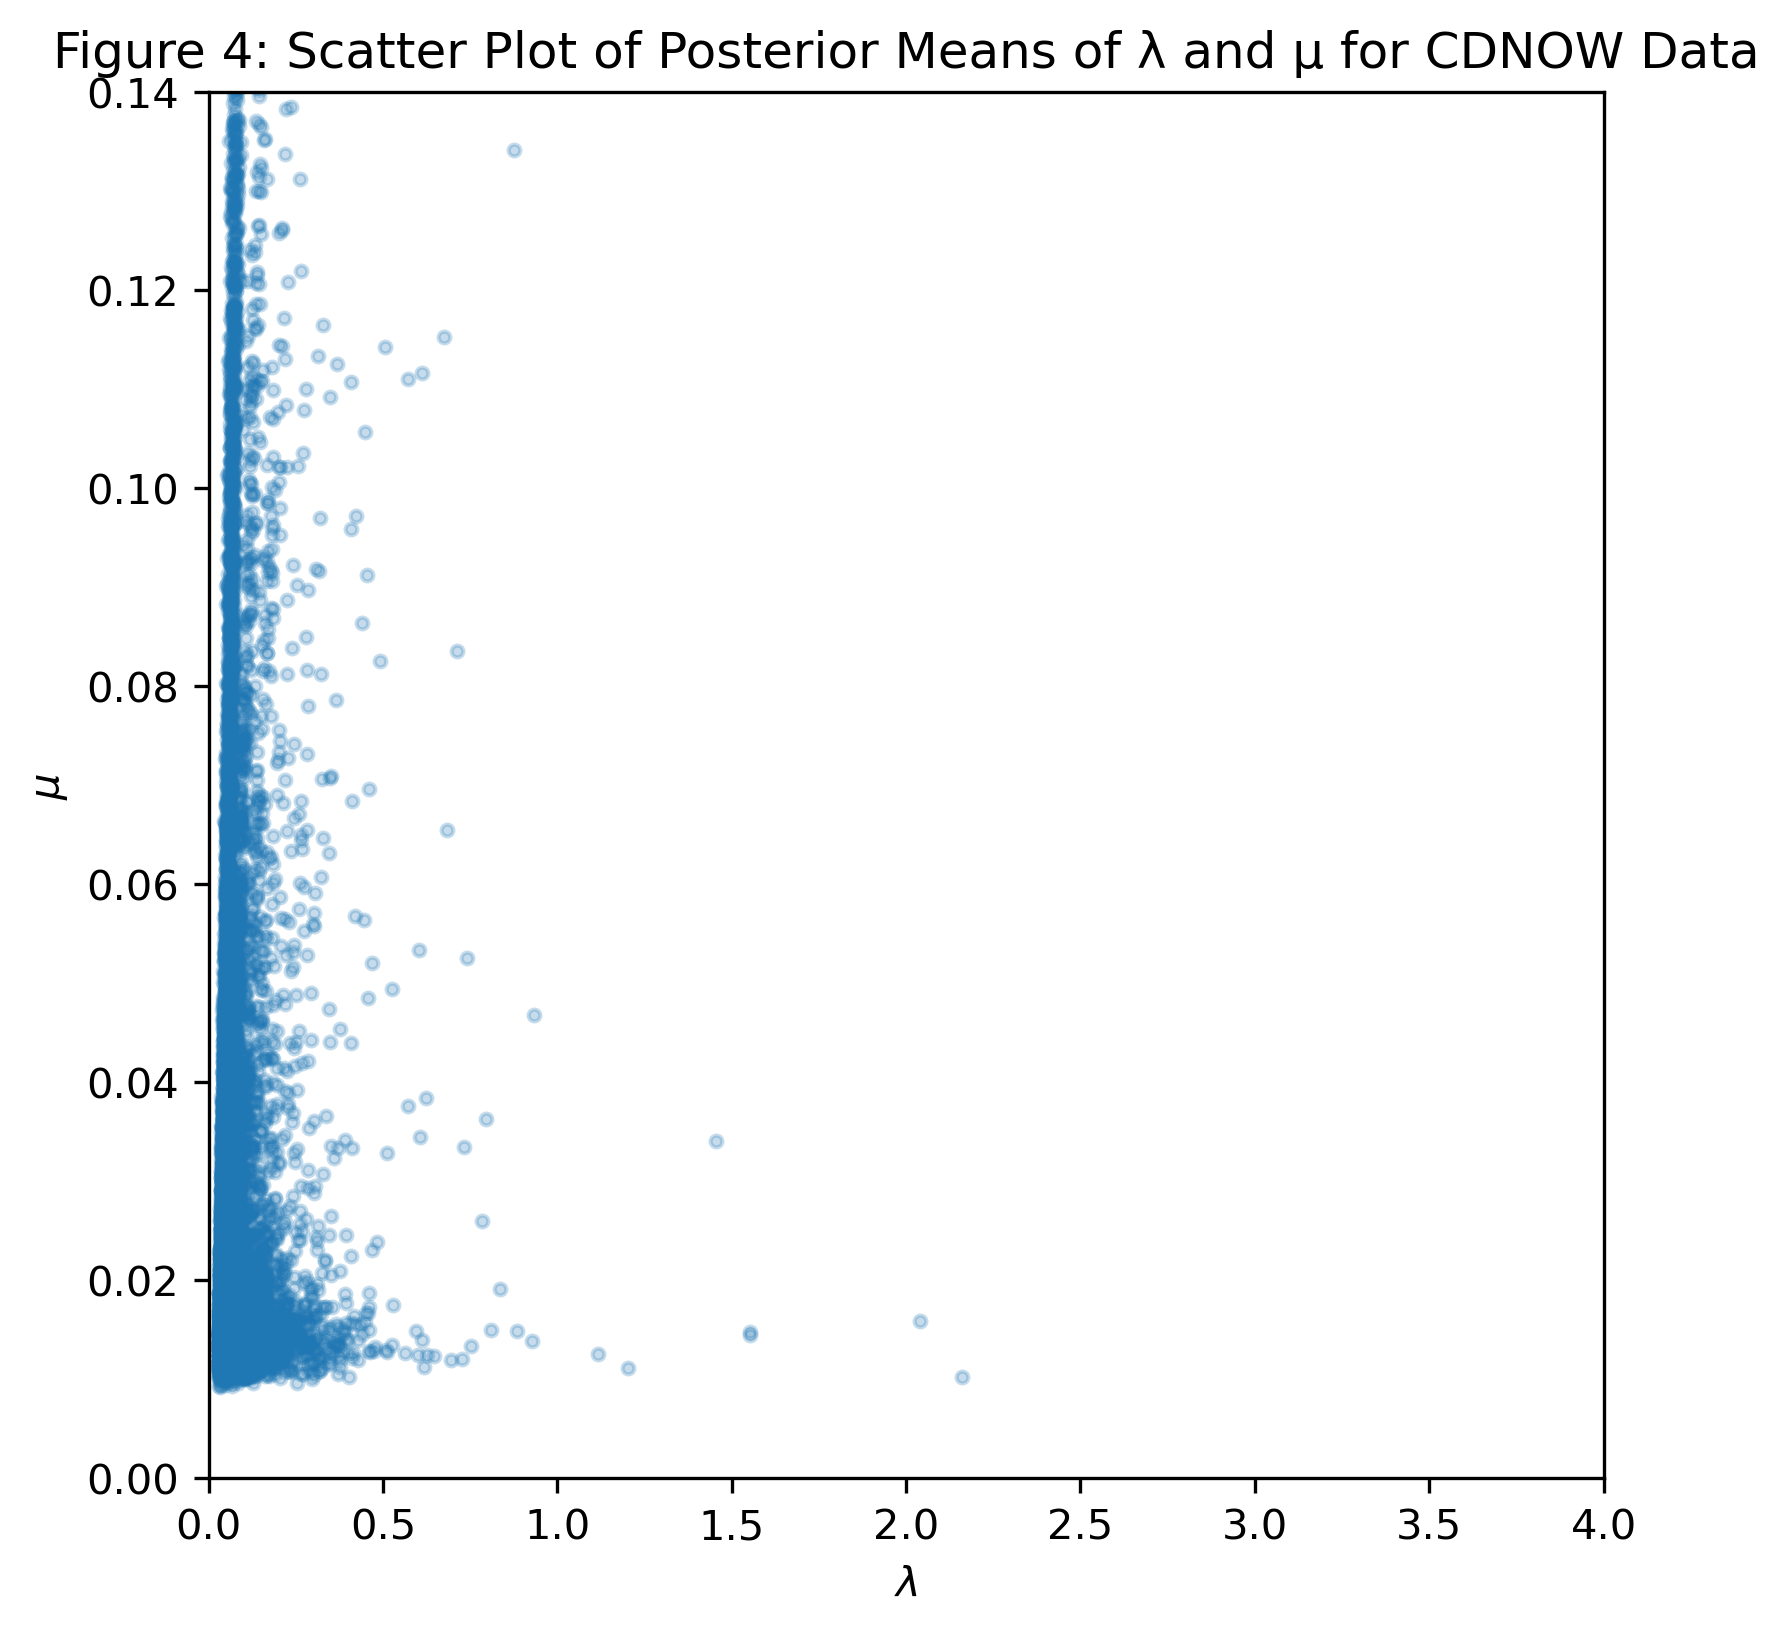 Figure 4: Scatter Plot of Posterior Means of λ and μ for CDNOW Data
0.14
0.12
0.10
0.08
0.06
0.04
0.02
0.00
μ
0.0 0.5 1.0 1.5 2.0 2.5 3.0 3.5 4.0
λ